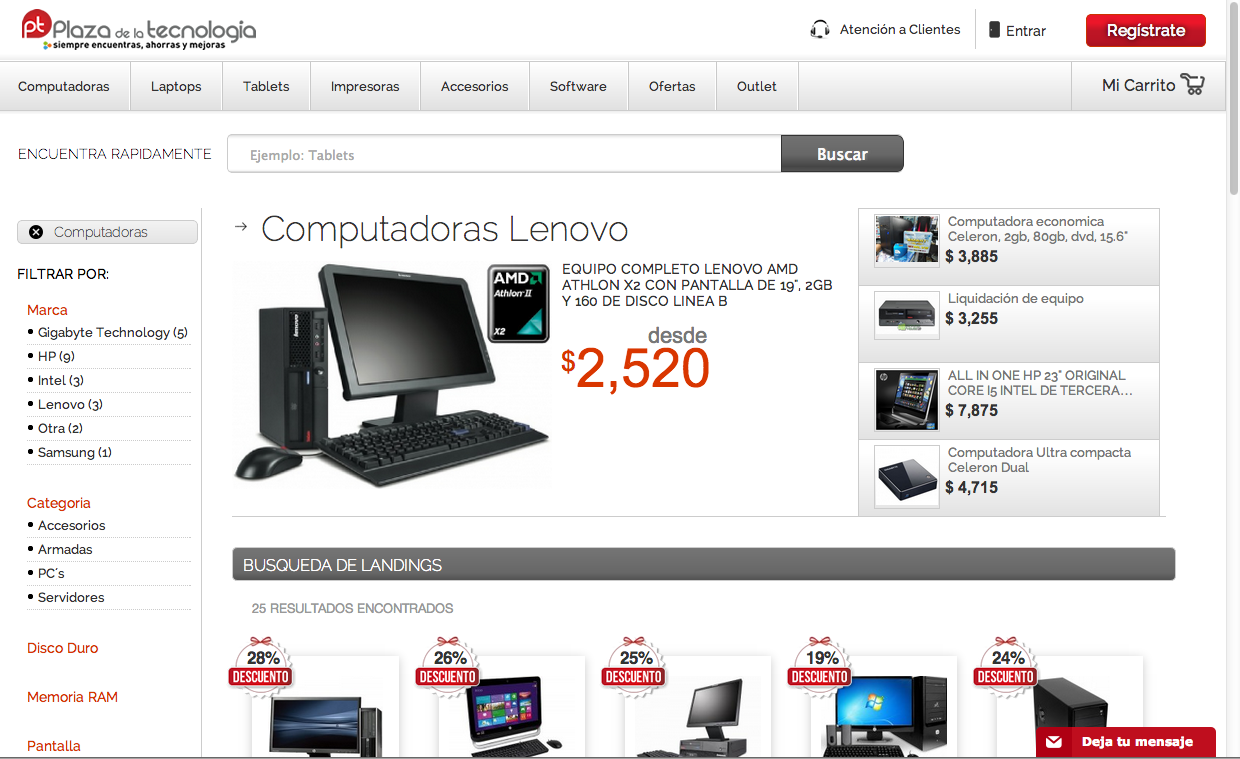 pt Plaza de la tecnología
siempre encuentras, ahorras y mejoras
Atención a Clientes
Entrar
Regístrate
Computadoras
Laptops
Tablets
Impresoras
Accesorios
Software
Ofertas
Outlet
Mi Carrito
ENCUENTRA RAPIDAMENTE
Ejemplo: Tablets
Buscar
Computadoras
FILTRAR POR:
Marca
Gigabyte Technology (5)
HP (9)
Intel (3)
Lenovo (3)
Otra (2)
Samsung (1)
Categoria
Accesorios
Armadas
PC´s
Servidores
Disco Duro
Memoria RAM
Pantalla
→ Computadoras Lenovo
lenovo
AMD
Athlon II
X2
EQUIPO COMPLETO LENOVO AMD
ATHLON X2 CON PANTALLA DE 19", 2GB
Y 160 DE DISCO LINEA B
desde
$2,520
Computadora economica
Celeron, 2gb, 80gb, dvd, 15.6"
$ 3,885
Liquidación de equipo
$ 3,255
ALL IN ONE HP 23" ORIGINAL
CORE I5 INTEL DE TERCERA...
$ 7,875
Computadora Ultra compacta
Celeron Dual
$ 4,715
BUSQUEDA DE LANDINGS
25 RESULTADOS ENCONTRADOS
28%
DESCUENTO
26%
DESCUENTO
25%
DESCUENTO
19%
DESCUENTO
24%
DESCUENTO
Deja tu mensaje